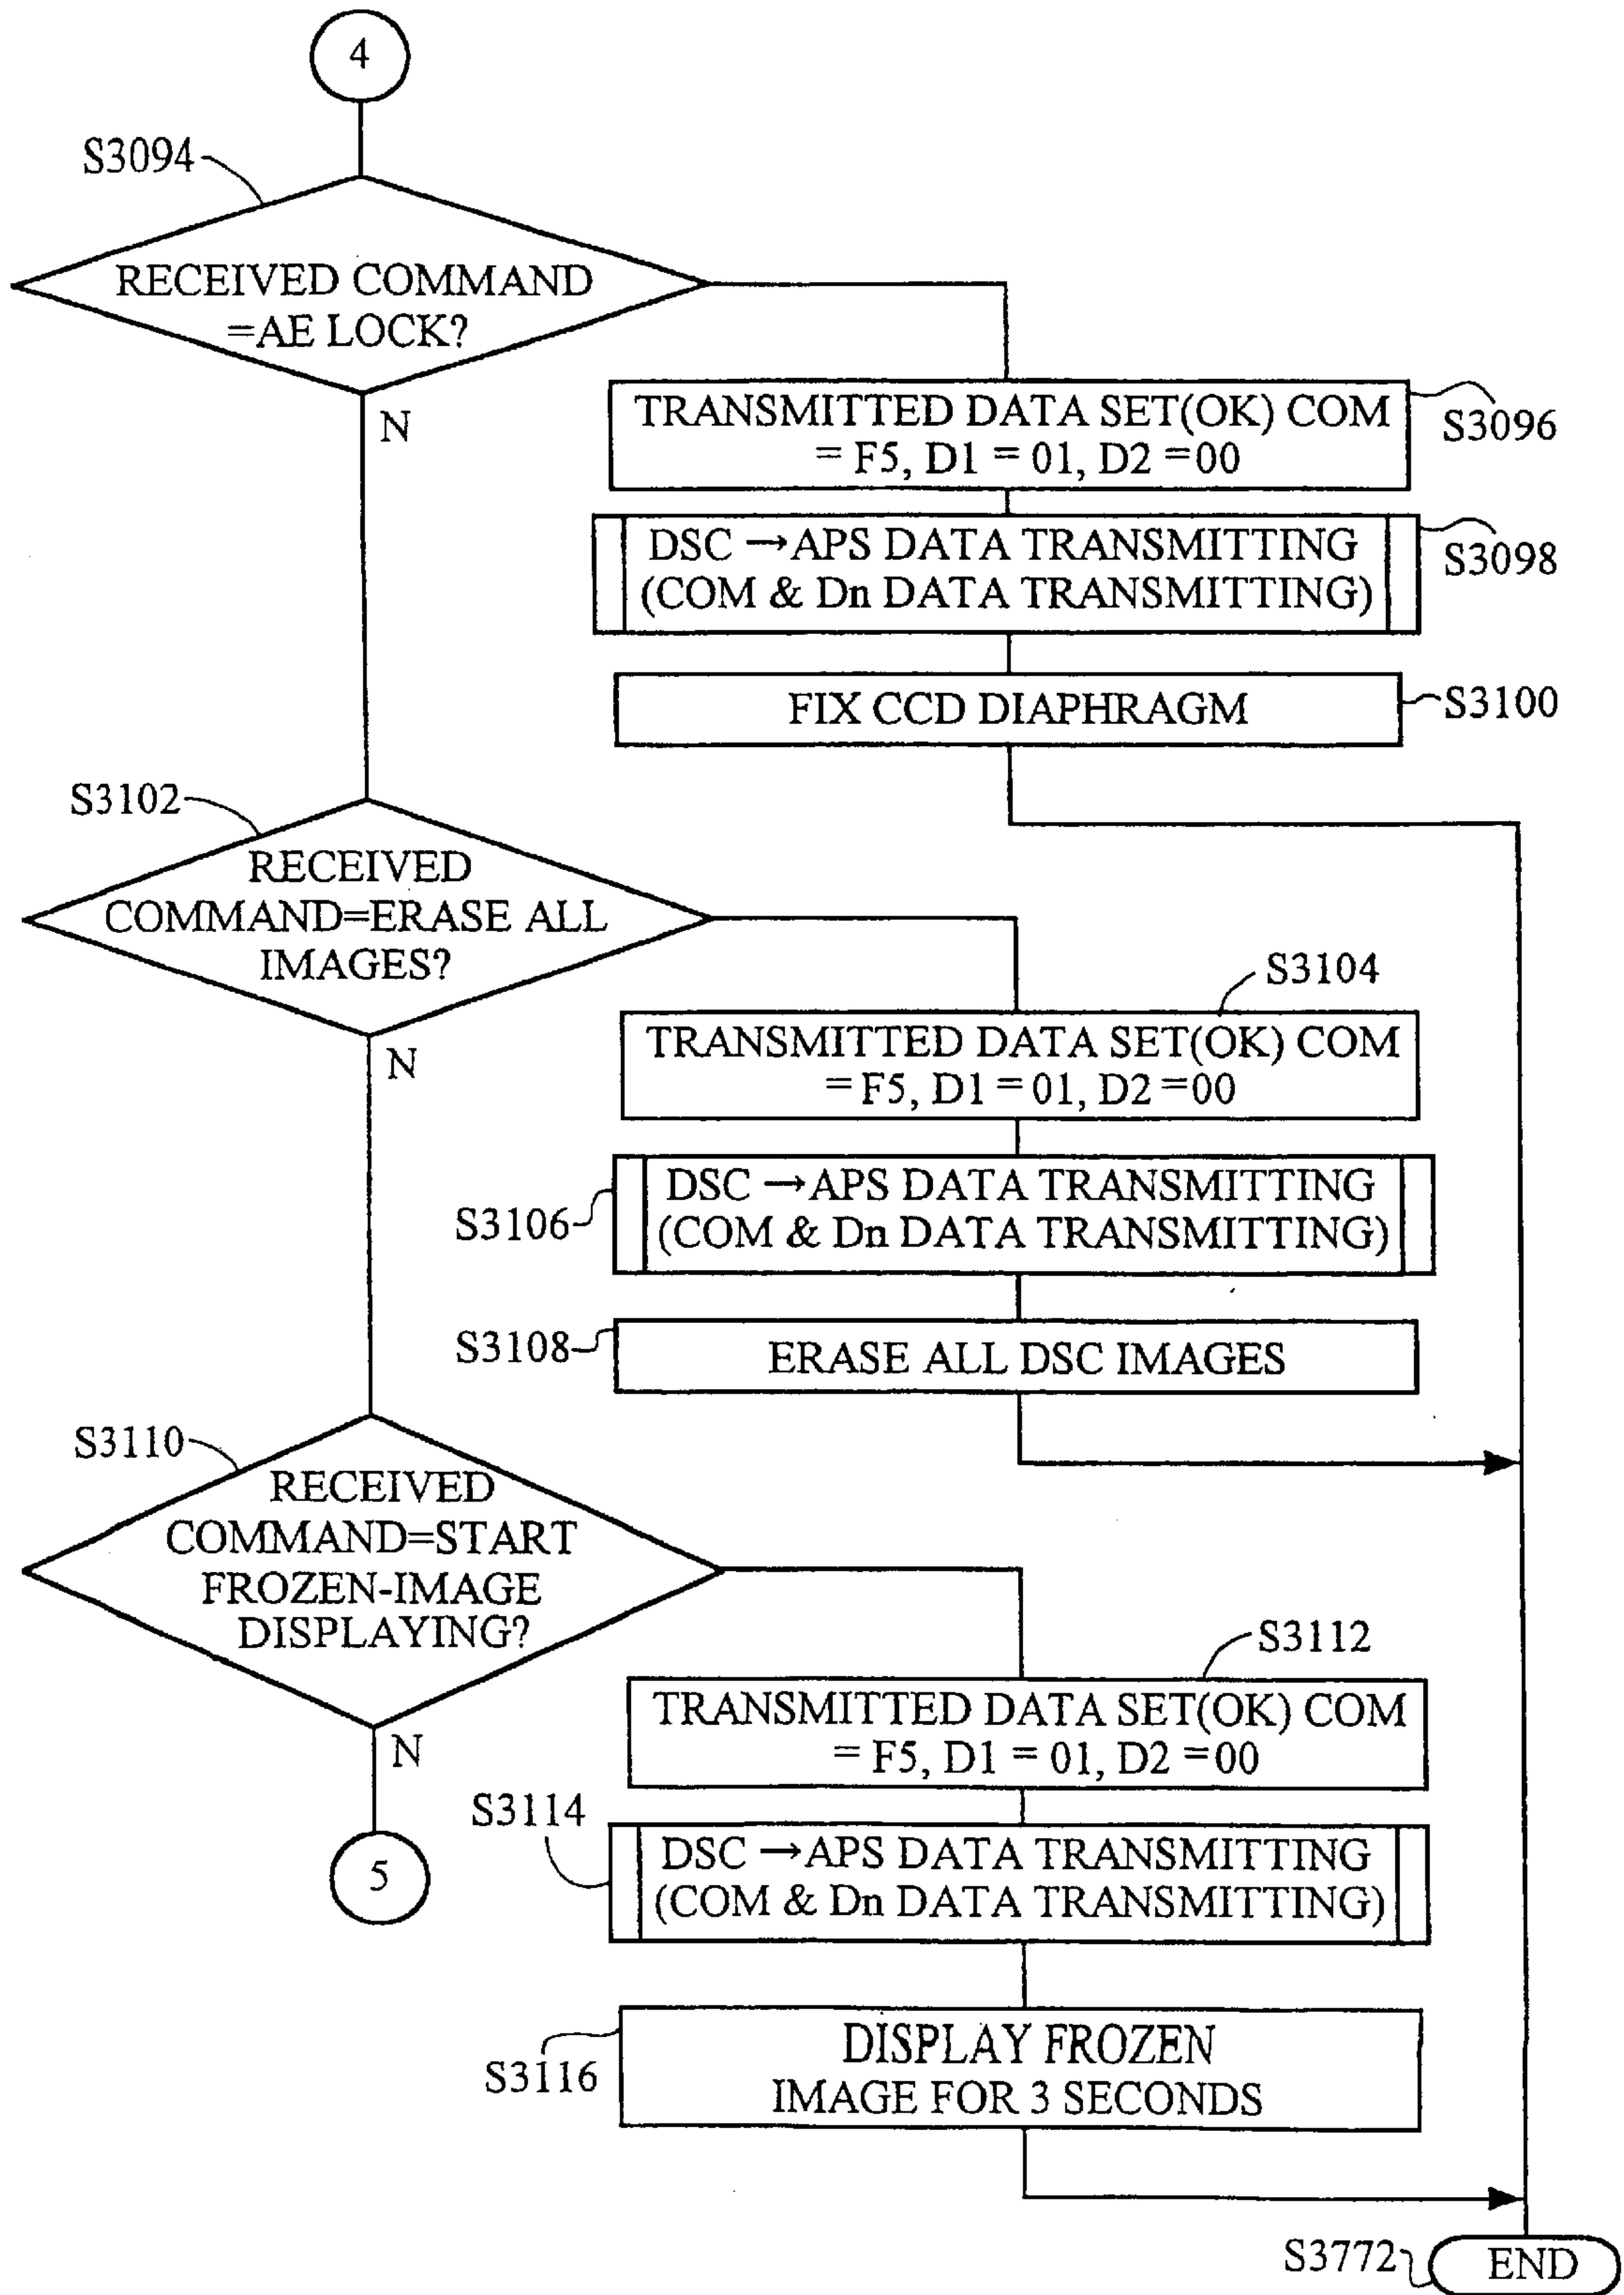 4
S3094
RECEIVED COMMAND
=AE LOCK?
N
TRANSMITTED DATA SET(OK) COM
= F5, D1 = 01, D2 =00
S3096
DSC →APS DATA TRANSMITTING
(COM & Dn DATA TRANSMITTING)
S3098
FIX CCD DIAPHRAGM
S3100
S3102
RECEIVED
COMMAND=ERASE ALL
IMAGES?
N
S3104
TRANSMITTED DATA SET(OK) COM
= F5, D1 = 01, D2 =00
S3106
DSC →APS DATA TRANSMITTING
(COM & Dn DATA TRANSMITTING)
S3108
ERASE ALL DSC IMAGES
S3110
RECEIVED
COMMAND=START
FROZEN-IMAGE
DISPLAYING?
N
5
S3112
TRANSMITTED DATA SET(OK) COM
= F5, D1 = 01, D2 =00
S3114
DSC →APS DATA TRANSMITTING
(COM & Dn DATA TRANSMITTING)
S3116
DISPLAY FROZEN
IMAGE FOR 3 SECONDS
S3772
END